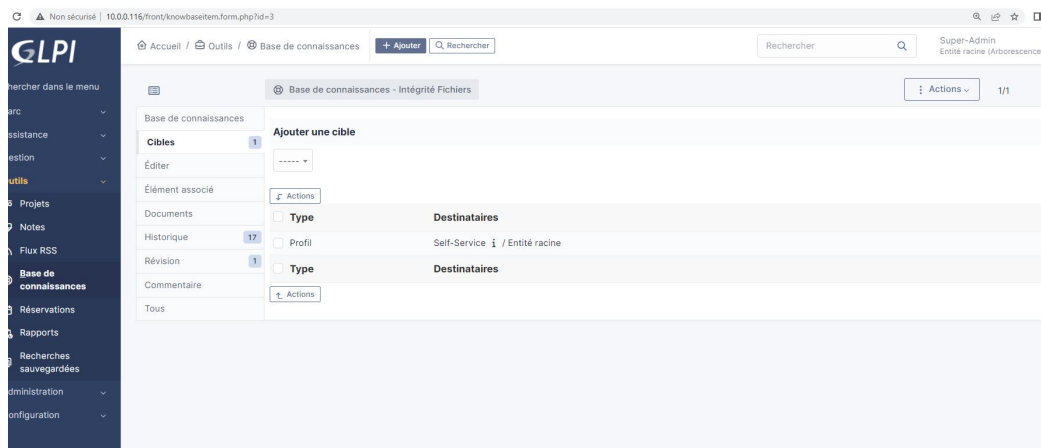 Non sécurisé | 10.0.0.116/front/knowbaseitem.form.php?id=3
GLPI
Accueil / Outils / Base de connaissances
+ Ajouter
Rechercher
Rechercher
Super-Admin
Entité racine (Arborescence
hercher dans le menu
arc
ssistance
estion
utils
Projets
Notes
Flux RSS
Base de
connaissances
Réservations
Rapports
Recherches
sauvegardées
dministration
onfiguration
Base de connaissances - Intégrité Fichiers
Actions
1/1
Base de connaissances
Cibles 1
Éditer
Élément associé
Documents
Historique 17
Révision 1
Commentaire
Tous
Ajouter une cible
-----
Actions
Type Destinataires
Profil Self-Service i / Entité racine
Type Destinataires
Actions